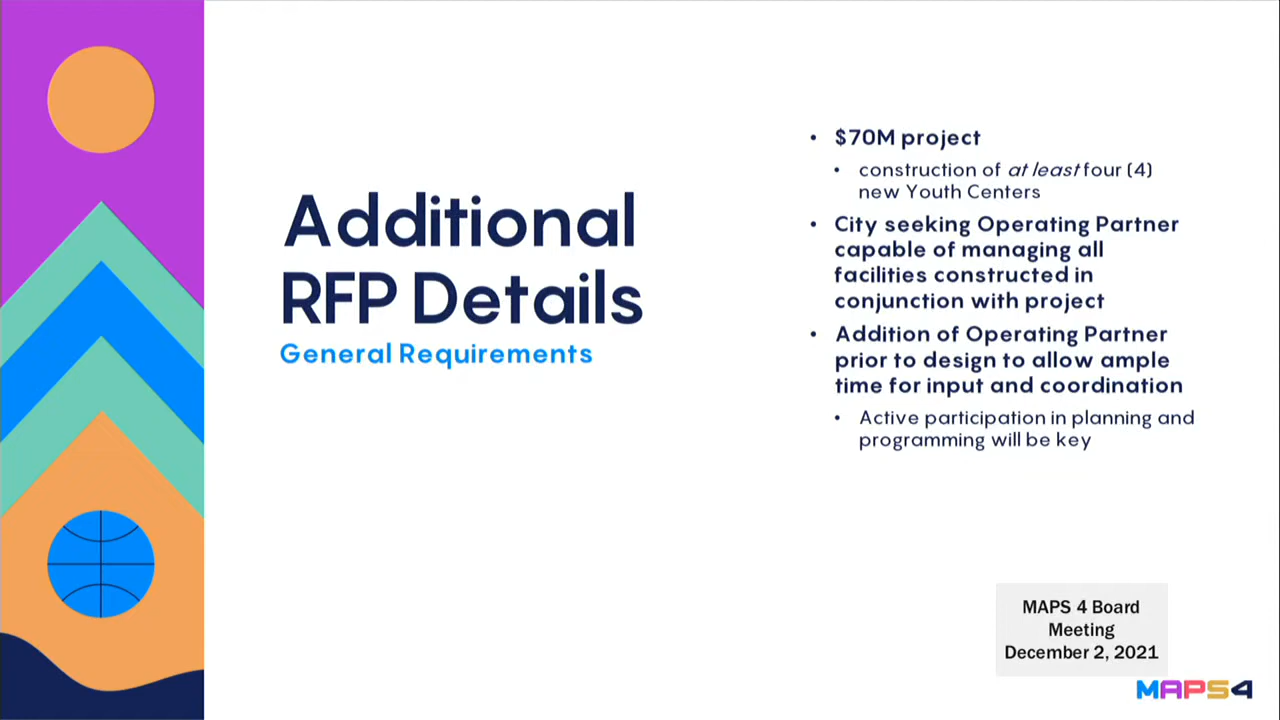 Additional
RFP Details
General Requirements
• $70M project
• construction of at least four (4)
new Youth Centers
• City seeking Operating Partner
capable of managing all
facilities constructed in
conjunction with project
• Addition of Operating Partner
prior to design to allow ample
time for input and coordination
• Active participation in planning and
programming will be key
MAPS 4 Board
Meeting
December 2, 2021
MAPS4